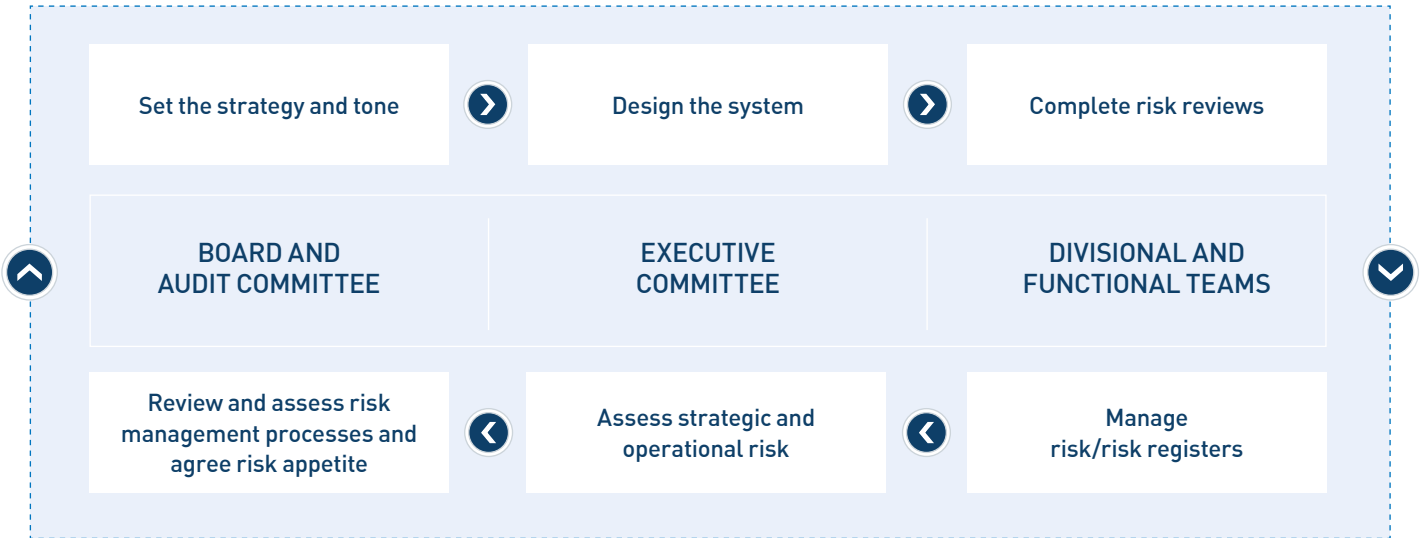 Set the strategy and tone
Design the system
Complete risk reviews
BOARD AND
AUDIT COMMITTEE
EXECUTIVE
COMMITTEE
DIVISIONAL AND
FUNCTIONAL TEAMS
Review and assess risk
management processes and
agree risk appetite
Assess strategic and
operational risk
Manage
risk/risk registers